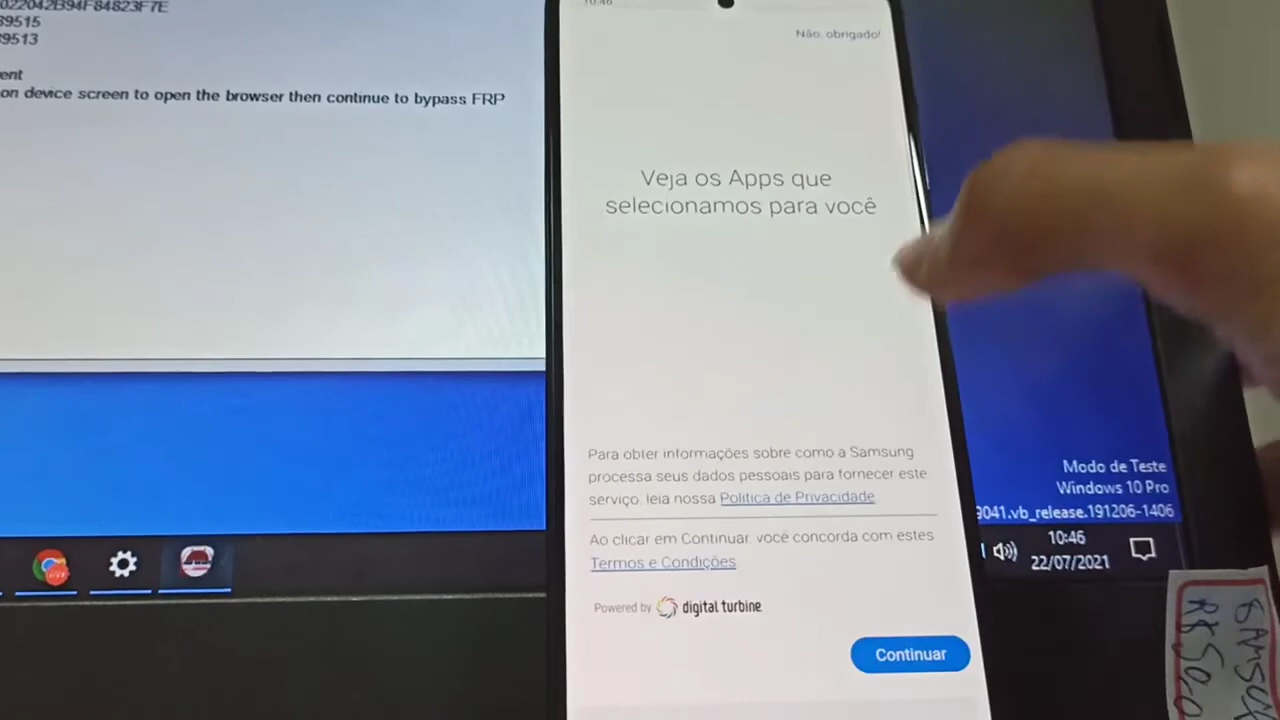 022042B94F84823F7E
39515
39513
ent
on device screen to open the browser then continue to bypass FRP
10:46
Não, obrigado!
Veja os Apps que
selecionamos para você
Para obter informações sobre como a Samsung
processa seus dados pessoais para fornecer este
serviço, leia nossa Política de Privacidade
Ao clicar em Continuar, você concorda com estes
Termos e Condições
Powered by digital turbine
Continuar
Modo de Teste
Windows 10 Pro
9041.vb_release.191206-1406
10:46
22/07/2021